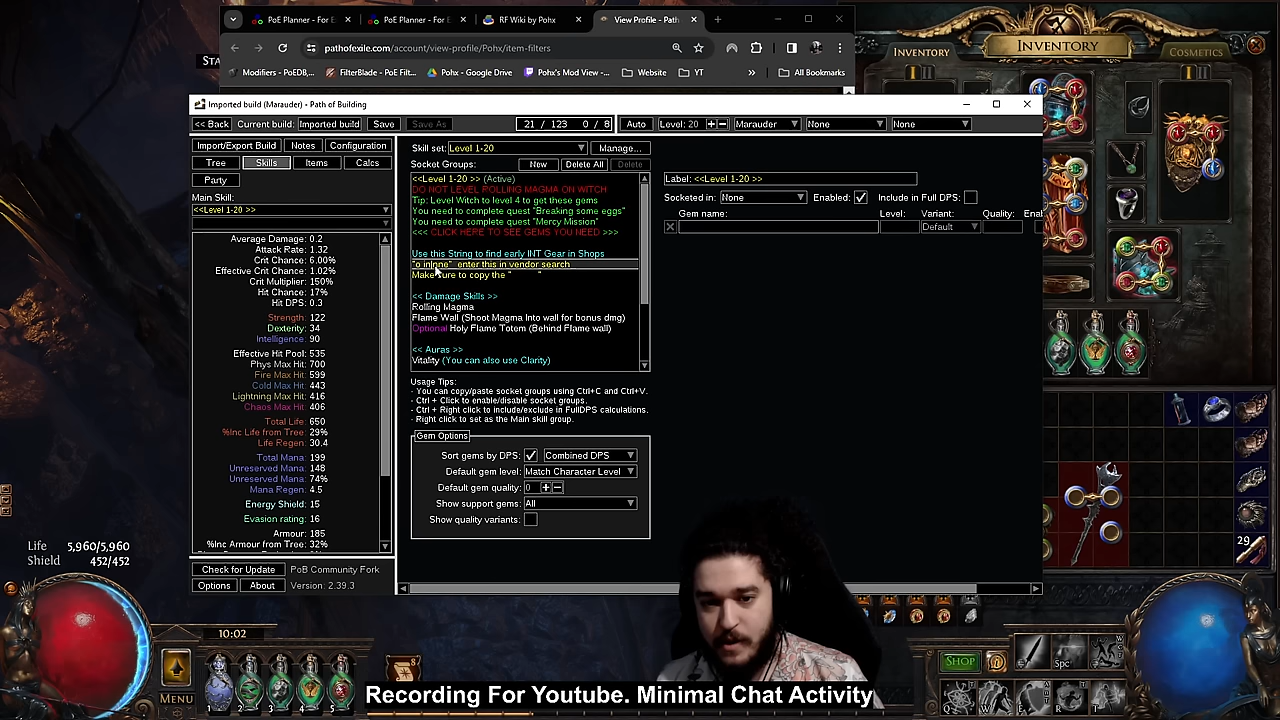 PoE Planner - For E
PoE Planner - For E
RF Wiki by Pohx
View Profile - Path
pathofexile.com/account/view-profile/Pohx/item-filters
Modifiers - PoEDB,...
FilterBlade - PoE Filt...
Pohx - Google Drive
Pohx's Mod View -...
Website
YT
»
All Bookmarks
INVENTORY
INVENTORY
COSMETICS
I II
I II
Imported build (Marauder) - Path of Building
<< Back
Current build:
Imported build
Save
Save As
21 / 123 0 / 8
Auto
Level: 20
Marauder
None
None
Import/Export Build
Notes
Configuration
Tree
Skills
Items
Calcs
Party
Main Skill:
<<Level 1-20 >>
Average Damage: 0.2
Attack Rate: 1.32
Crit Chance: 6.00%
Effective Crit Chance: 1.02%
Crit Multiplier: 150%
Hit Chance: 17%
Hit DPS: 0.3
Strength: 122
Dexterity: 34
Intelligence: 90
Effective Hit Pool: 535
Phys Max Hit: 700
Fire Max Hit: 599
Cold Max Hit: 443
Lightning Max Hit: 416
Chaos Max Hit: 406
Total Life: 650
%Inc Life from Tree: 29%
Life Regen: 30.4
Total Mana: 199
Unreserved Mana: 148
Unreserved Mana: 74%
Mana Regen: 4.5
Energy Shield: 15
Evasion rating: 16
Armour: 185
%Inc Armour from Tree: 32%
Check for Update
PoB Community Fork
Options
About
Version: 2.39.3
Skill set: Level 1-20
Manage...
Socket Groups:
New
Delete All
Delete
<<Level 1-20 >> (Active)
DO NOT LEVEL ROLLING MAGMA ON WITCH
Tip: Level Witch to level 4 to get these gems
You need to complete quest "Breaking some eggs"
You need to complete quest "Mercy Mission"
<<< CLICK HERE TO SEE GEMS YOU NEED >>>
Use this String to find early INT Gear in Shops
enter this in vendor search
Make sure to copy the " "
<< Damage Skills >>
Rolling Magma
Flame Wall (Shoot Magma Into wall for bonus dmg)
Optional Holy Flame Totem (Behind Flame wall)
<< Auras >>
Vitality (You can also use Clarity)
Usage Tips:
- You can copy/paste socket groups using Ctrl+C and Ctrl+V.
- Ctrl + Click to enable/disable socket groups.
- Ctrl + Right click to include/exclude in FullDPS calculations.
- Right click to set as the Main skill group.
Gem Options
Sort gems by DPS:
Combined DPS
Default gem level:
Match Character Level
Default gem quality: 0
Show support gems: All
Show quality variants:
Label: <<Level 1-20 >>
Socketed in: None
Enabled:
Include in Full DPS:
Gem name:
Level:
Variant:
Quality:
Enal
Default
29
Life 5,960/5,960
Shield 452/452
10:02
MENU
1 2 3 4 5
8
SHOP
Spc
Recording For Youtube. Minimal Chat Activity